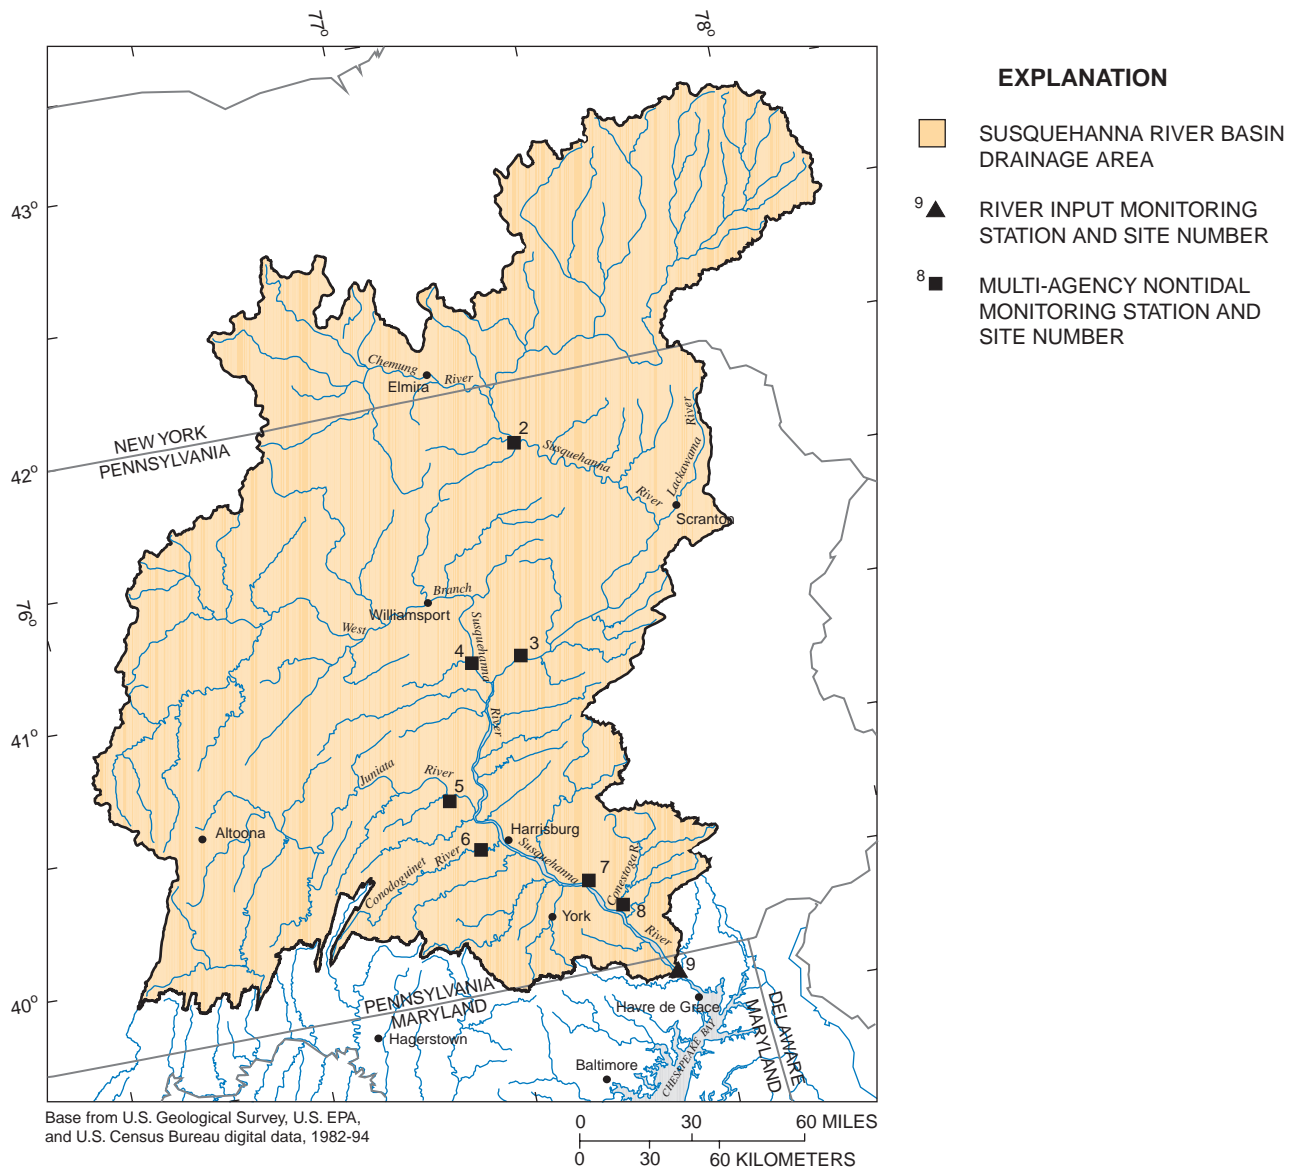 77°
78°
EXPLANATION
SUSQUEHANNA RIVER BASIN
DRAINAGE AREA
9
RIVER INPUT MONITORING
STATION AND SITE NUMBER
8
MULTI-AGENCY NONTIDAL
MONITORING STATION AND
SITE NUMBER
43°
Chemung
River
Elmira
NEW YORK
PENNSYLVANIA
2
Susquehanna
River
Lackawama
River
42°
Scranton
Branch
Williamsport
West
Susquehanna
River
76°
4
3
41°
Juniata
River
5
Altoona
Harrisburg
6
Conodoguinet
River
Susquehanna
7
Conestoga R.
8
York
River
9
40°
PENNSYLVANIA
MARYLAND
Havre de Grace
DELAWARE
MARYLAND
Hagerstown
CHESAPEAKE BAY
Baltimore
Base from U.S. Geological Survey, U.S. EPA,
and U.S. Census Bureau digital data, 1982-94
0 30 60 MILES
0 30 60 KILOMETERS